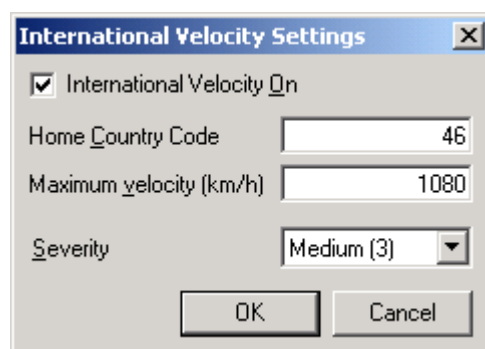 International Velocity Settings
International Velocity On
Home Country Code 46
Maximum velocity (km/h) 1080
Severity Medium (3)
OK Cancel